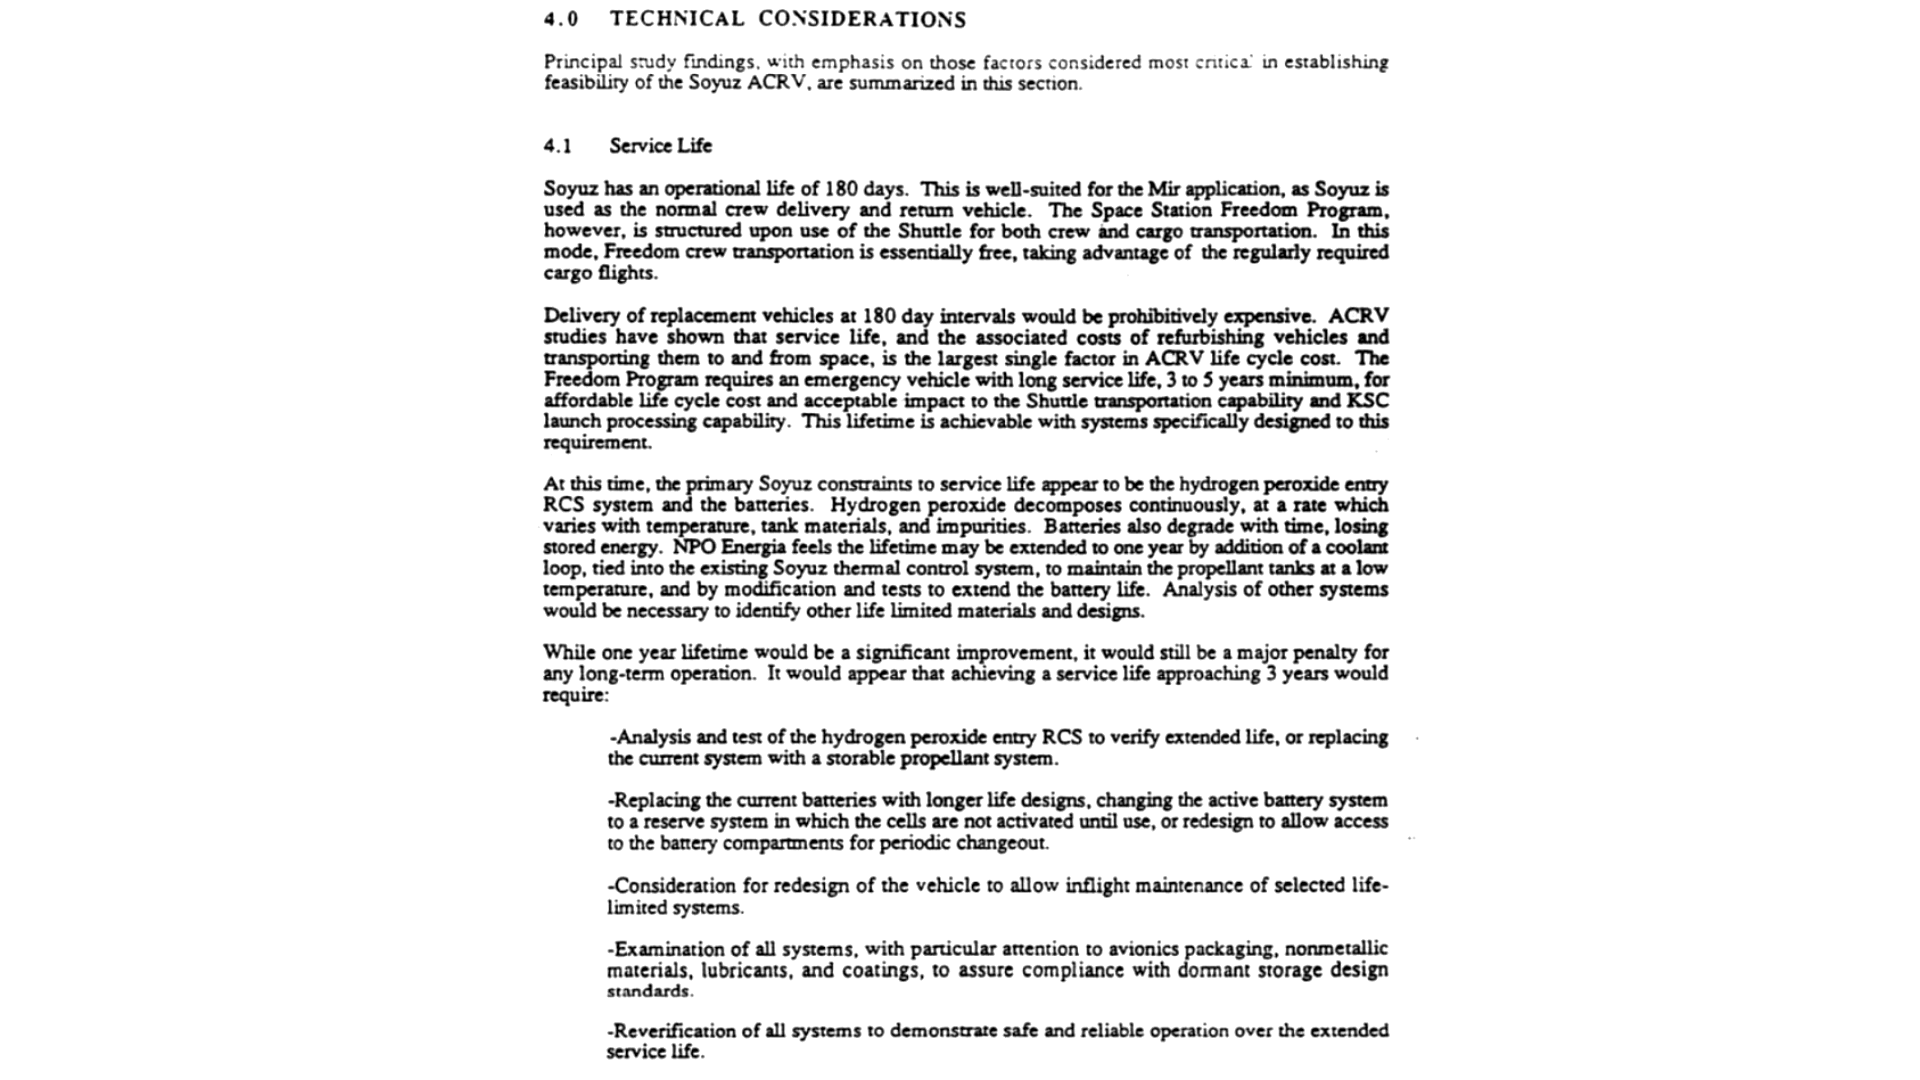 4.0 TECHNICAL CONSIDERATIONS
Principal study findings, with emphasis on those factors considered most critical in establishing
feasibility of the Soyuz ACRV, are summarized in this section.
4.1 Service Life
Soyuz has an operational life of 180 days. This is well-suited for the Mir application, as Soyuz is
used as the normal crew delivery and return vehicle. The Space Station Freedom Program,
however, is structured upon use of the Shuttle for both crew and cargo transportation. In this
mode, Freedom crew transportation is essentially free, taking advantage of the regularly required
cargo flights.
Delivery of replacement vehicles at 180 day intervals would be prohibitively expensive. ACRV
studies have shown that service life, and the associated costs of refurbishing vehicles and
transporting them to and from space, is the largest single factor in ACRV life cycle cost. The
Freedom Program requires an emergency vehicle with long service life, 3 to 5 years minimum, for
affordable life cycle cost and acceptable impact to the Shuttle transportation capability and KSC
launch processing capability. This lifetime is achievable with systems specifically designed to this
requirement.
At this time, the primary Soyuz constraints to service life appear to be the hydrogen peroxide entry
RCS system and the batteries. Hydrogen peroxide decomposes continuously, at a rate which
varies with temperature, tank materials, and impurities. Batteries also degrade with time, losing
stored energy. NPO Energia feels the lifetime may be extended to one year by addition of a coolant
loop, tied into the existing Soyuz thermal control system, to maintain the propellant tanks at a low
temperature, and by modification and tests to extend the battery life. Analysis of other systems
would be necessary to identify other life limited materials and designs.
While one year lifetime would be a significant improvement, it would still be a major penalty for
any long-term operation. It would appear that achieving a service life approaching 3 years would
require:
-Analysis and test of the hydrogen peroxide entry RCS to verify extended life, or replacing
the current system with a storable propellant system.
-Replacing the current batteries with longer life designs, changing the active battery system
to a reserve system in which the cells are not activated until use, or redesign to allow access
to the battery compartments for periodic changeout.
-Consideration for redesign of the vehicle to allow inflight maintenance of selected life-
limited systems.
-Examination of all systems, with particular attention to avionics packaging, nonmetallic
materials, lubricants, and coatings, to assure compliance with dormant storage design
standards.
-Reverification of all systems to demonstrate safe and reliable operation over the extended
service life.